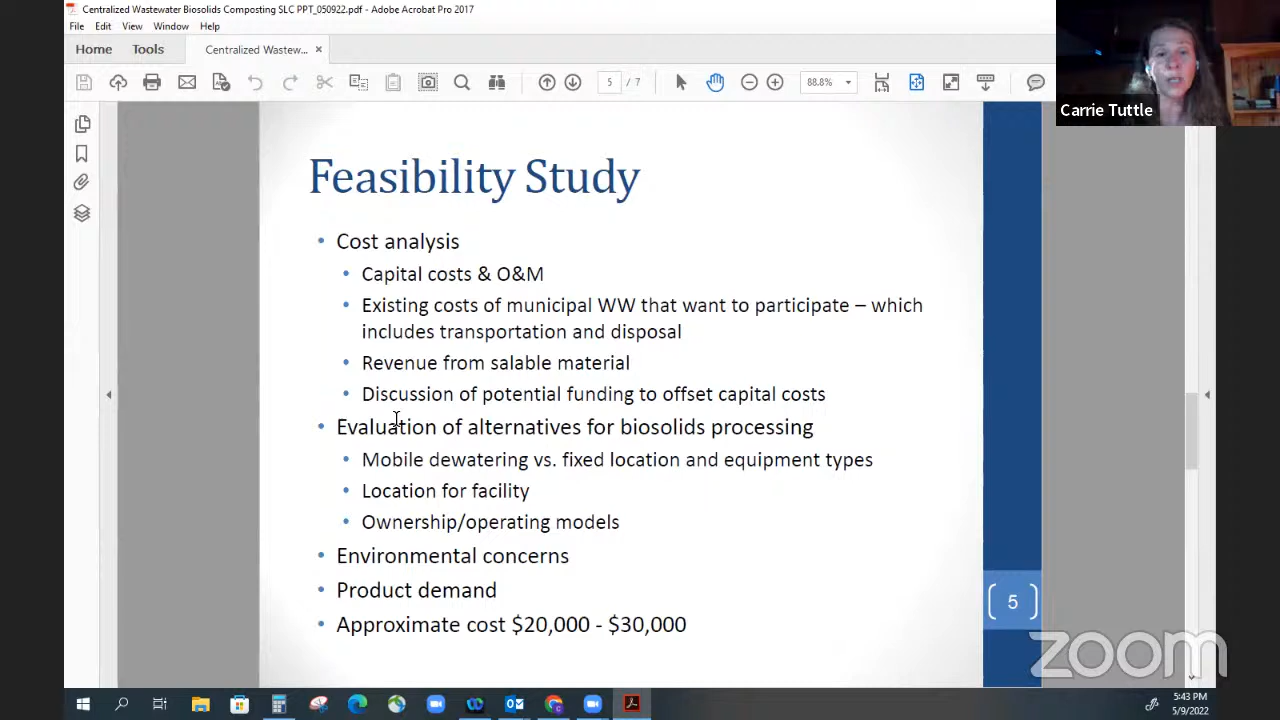 Centralized Wastewater Biosolids Composting SLC PPT_050922.pdf - Adobe Acrobat Pro 2017
File Edit View Window Help
Home Tools Centralized Wastew... ×
5 / 7 88.8%
Carrie Tuttle
Feasibility Study
• Cost analysis
• Capital costs & O&M
• Existing costs of municipal WW that want to participate – which
includes transportation and disposal
• Revenue from salable material
• Discussion of potential funding to offset capital costs
• Evaluation of alternatives for biosolids processing
• Mobile dewatering vs. fixed location and equipment types
• Location for facility
• Ownership/operating models
• Environmental concerns
• Product demand
• Approximate cost $20,000 - $30,000
5
zoom
5:43 PM
5/9/2022